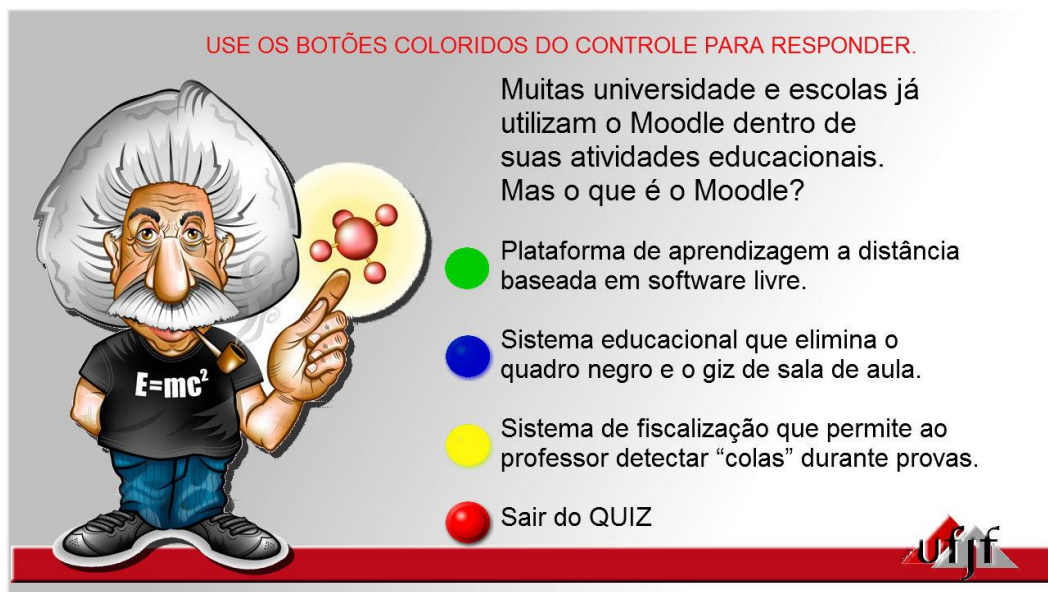 USE OS BOTÕES COLORIDOS DO CONTROLE PARA RESPONDER.
Muitas universidade e escolas já
utilizam o Moodle dentro de
suas atividades educacionais.
Mas o que é o Moodle?
Plataforma de aprendizagem a distância
baseada em software livre.
Sistema educacional que elimina o
quadro negro e o giz de sala de aula.
Sistema de fiscalização que permite ao
professor detectar “colas” durante provas.
Sair do QUIZ
E=mc²
ufjf